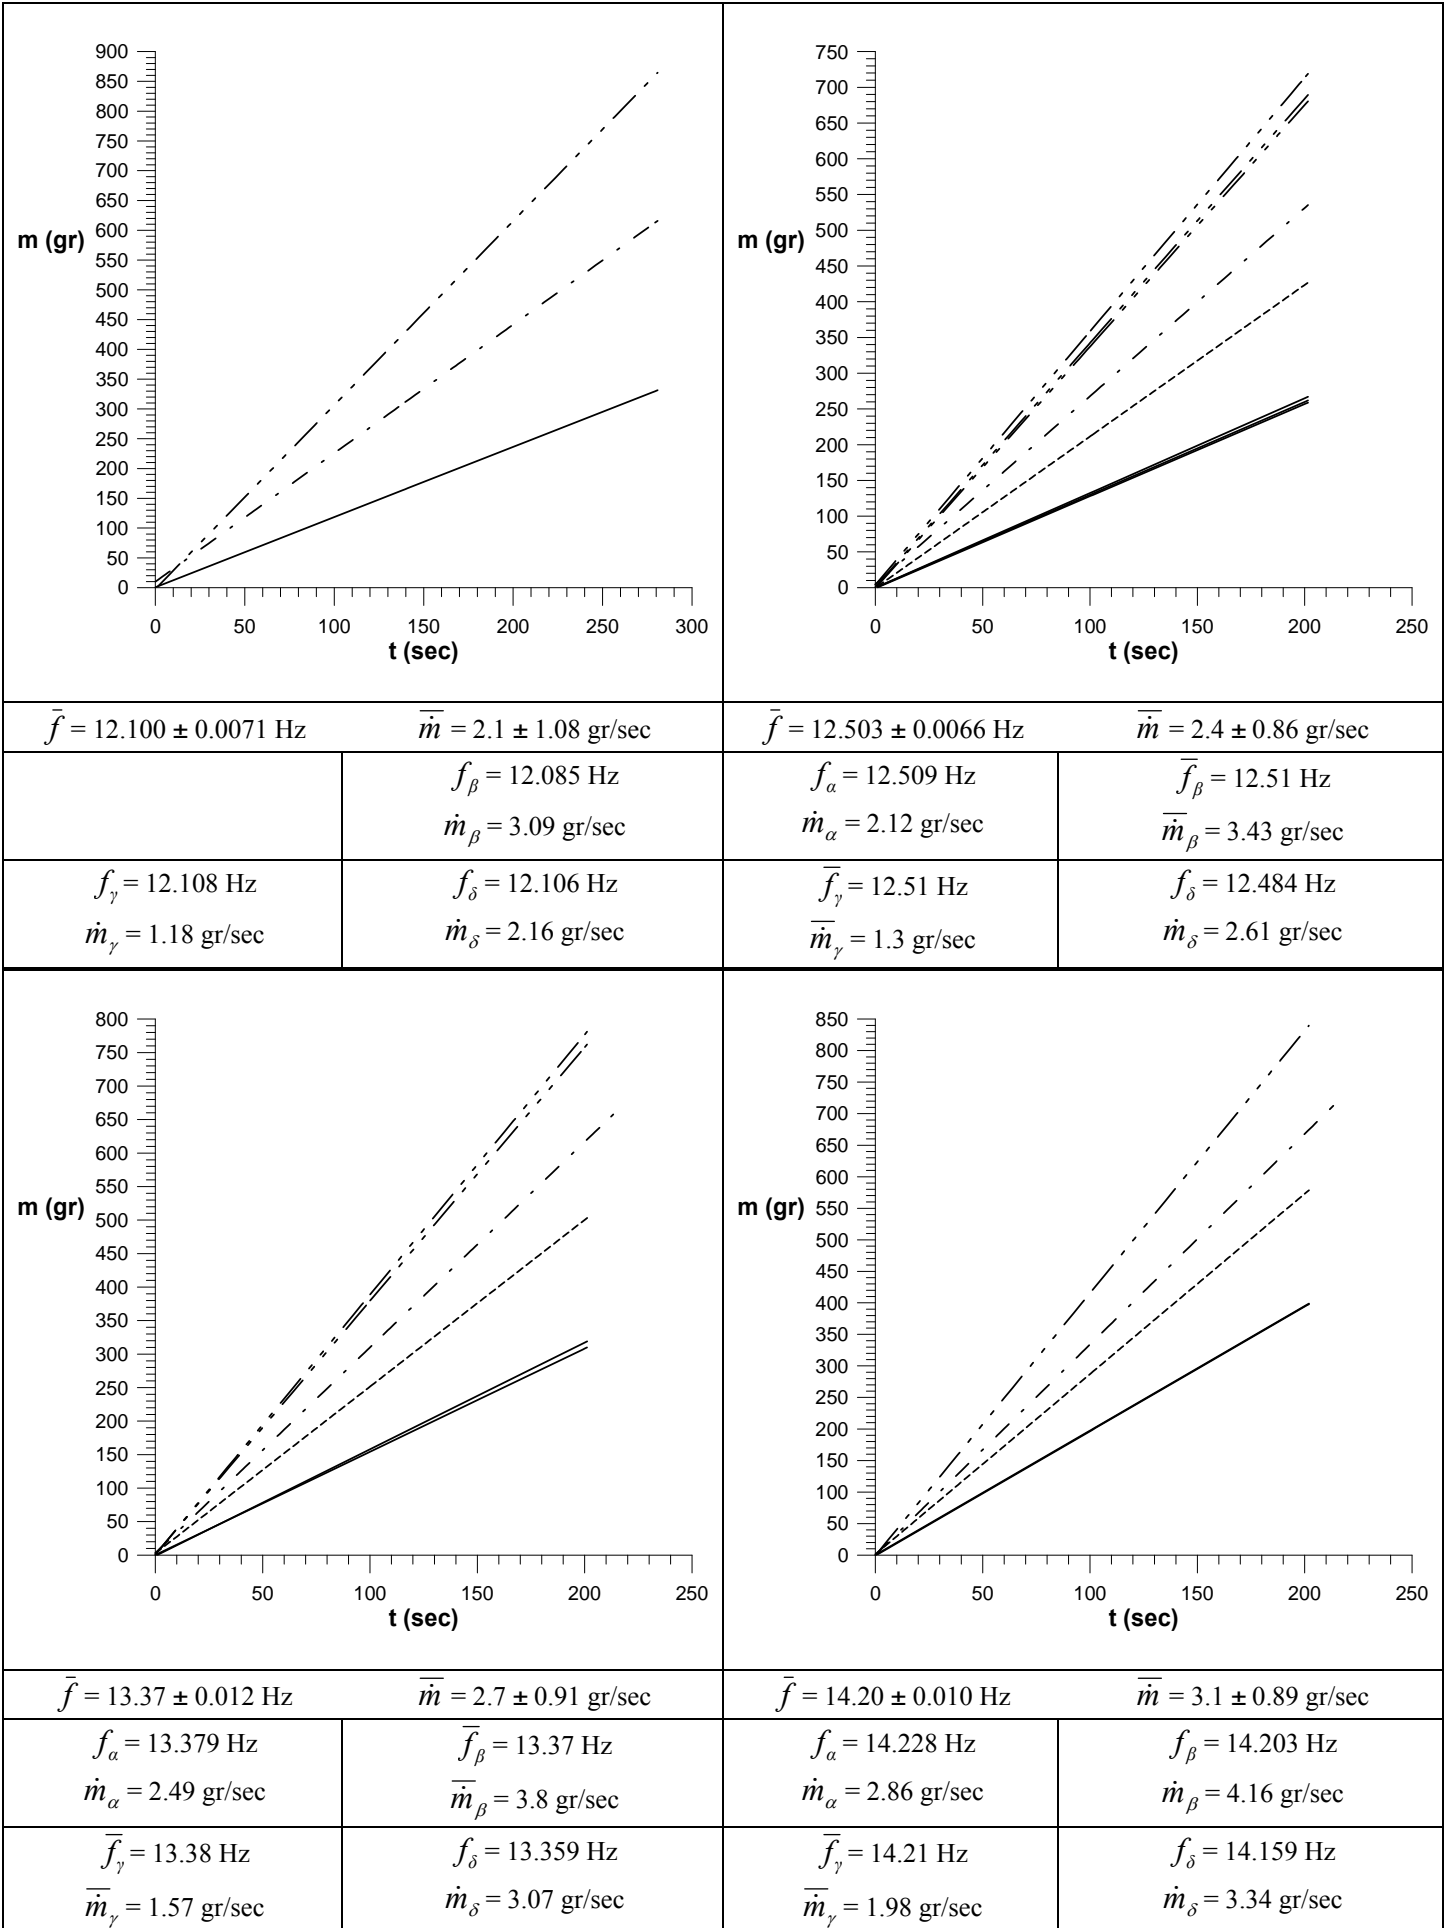 900
850
800
750
700
650
600
550
500
450
400
350
300
250
200
150
100
50
0
m (gr)
0 50 100 150 200 250 300
t (sec)
750
700
650
600
550
500
450
400
350
300
250
200
150
100
50
0
m (gr)
0 50 100 150 200 250
t (sec)
f̄ = 12.100 ± 0.0071 Hz  \overline{ṁ} = 2.1 ± 1.08 gr/sec
f̄ = 12.503 ± 0.0066 Hz  \overline{ṁ} = 2.4 ± 0.86 gr/sec
f_β = 12.085 Hz
ṁ_β = 3.09 gr/sec
f_α = 12.509 Hz
ṁ_α = 2.12 gr/sec
f̄_β = 12.51 Hz
\overline{ṁ}_β = 3.43 gr/sec
f_γ = 12.108 Hz
ṁ_γ = 1.18 gr/sec
f_δ = 12.106 Hz
ṁ_δ = 2.16 gr/sec
f̄_γ = 12.51 Hz
\overline{ṁ}_γ = 1.3 gr/sec
f_δ = 12.484 Hz
ṁ_δ = 2.61 gr/sec
800
750
700
650
600
550
500
450
400
350
300
250
200
150
100
50
0
m (gr)
0 50 100 150 200 250
t (sec)
850
800
750
700
650
600
550
500
450
400
350
300
250
200
150
100
50
0
m (gr)
0 50 100 150 200 250
t (sec)
f̄ = 13.37 ± 0.012 Hz  \overline{ṁ} = 2.7 ± 0.91 gr/sec
f̄ = 14.20 ± 0.010 Hz  \overline{ṁ} = 3.1 ± 0.89 gr/sec
f_α = 13.379 Hz
ṁ_α = 2.49 gr/sec
f̄_β = 13.37 Hz
\overline{ṁ}_β = 3.8 gr/sec
f_α = 14.228 Hz
ṁ_α = 2.86 gr/sec
f_β = 14.203 Hz
ṁ_β = 4.16 gr/sec
f̄_γ = 13.38 Hz
\overline{ṁ}_γ = 1.57 gr/sec
f_δ = 13.359 Hz
ṁ_δ = 3.07 gr/sec
f̄_γ = 14.21 Hz
\overline{ṁ}_γ = 1.98 gr/sec
f_δ = 14.159 Hz
ṁ_δ = 3.34 gr/sec